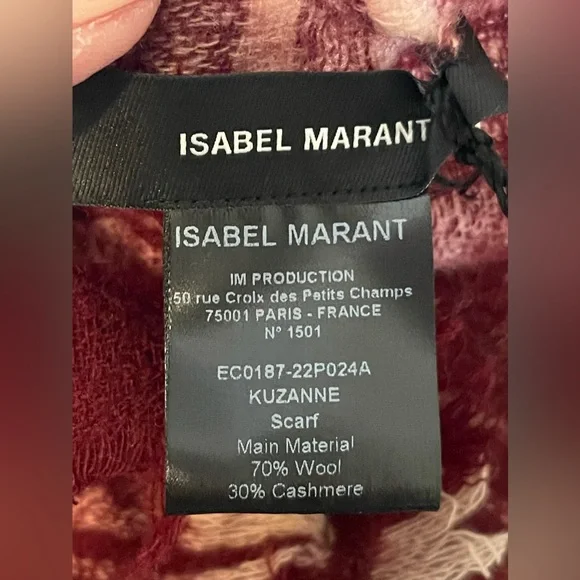 ISABEL MARANT
ISABEL MARANT
IM PRODUCTION
50 rue Croix des Petits Champs
75001 PARIS - FRANCE
N° 1501
EC0187-22P024A
KUZANNE
Scarf
Main Material
70% Wool
30% Cashmere